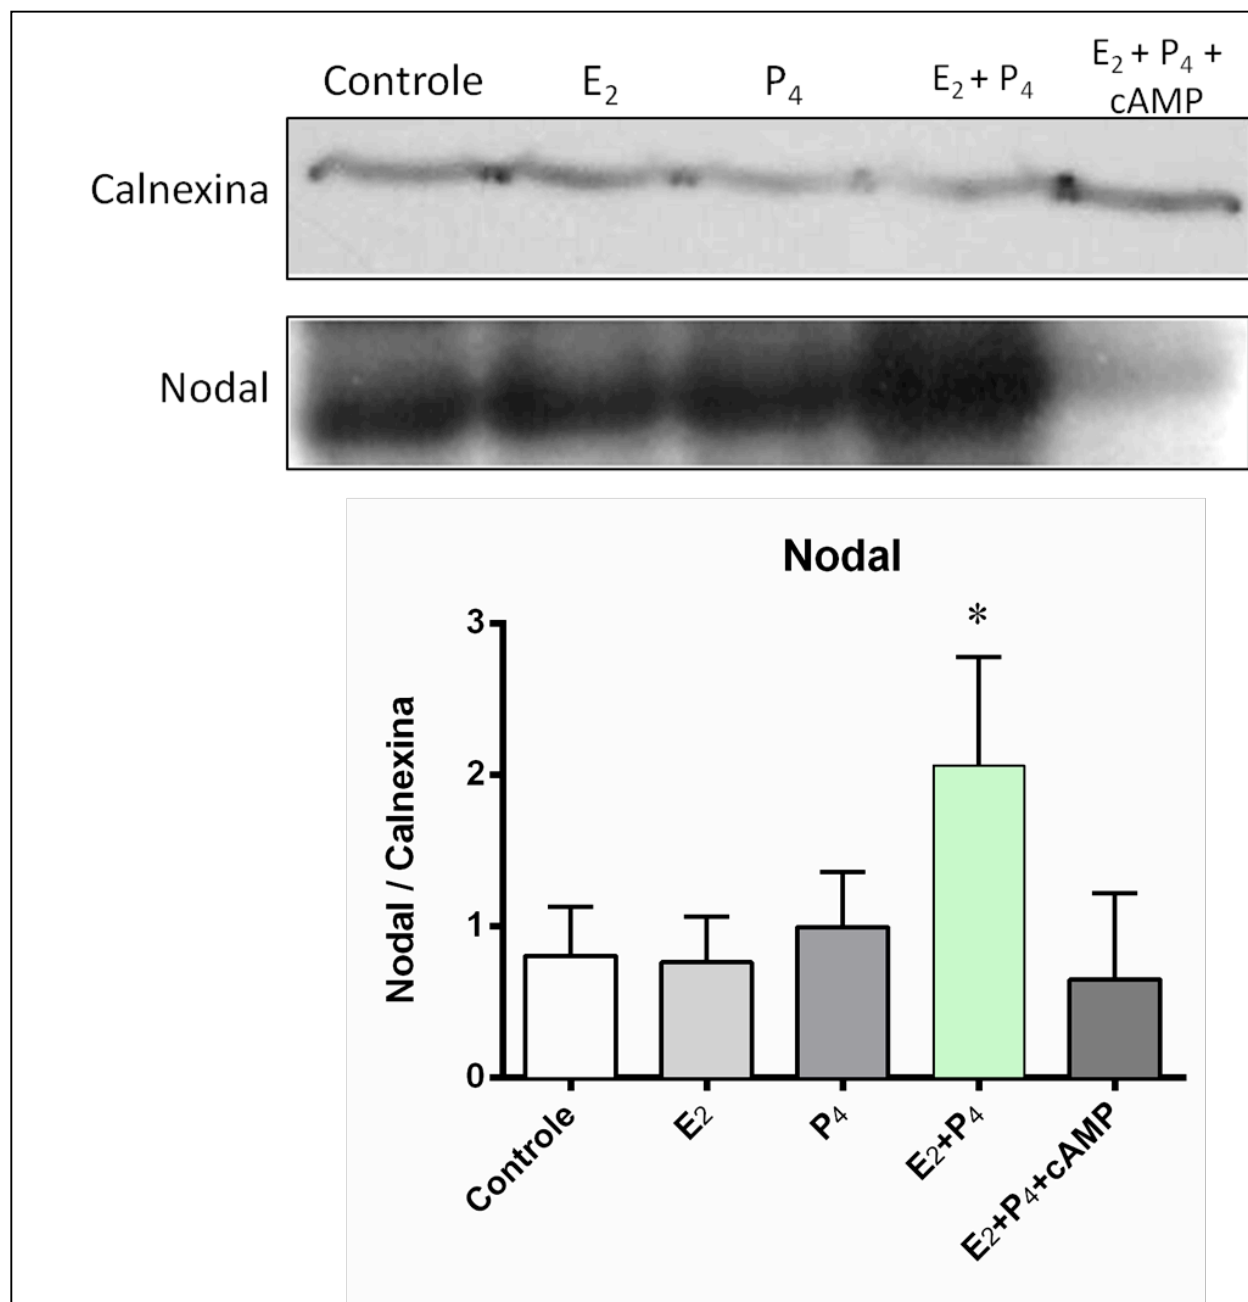 Controle E₂ P₄ E₂ + P₄ E₂ + P₄ +
cAMP
Calnexina
Nodal
Nodal
*
3
2
1
0
Nodal / Calnexina
Controle
E2
P4
E2+P4
E2+P4+cAMP